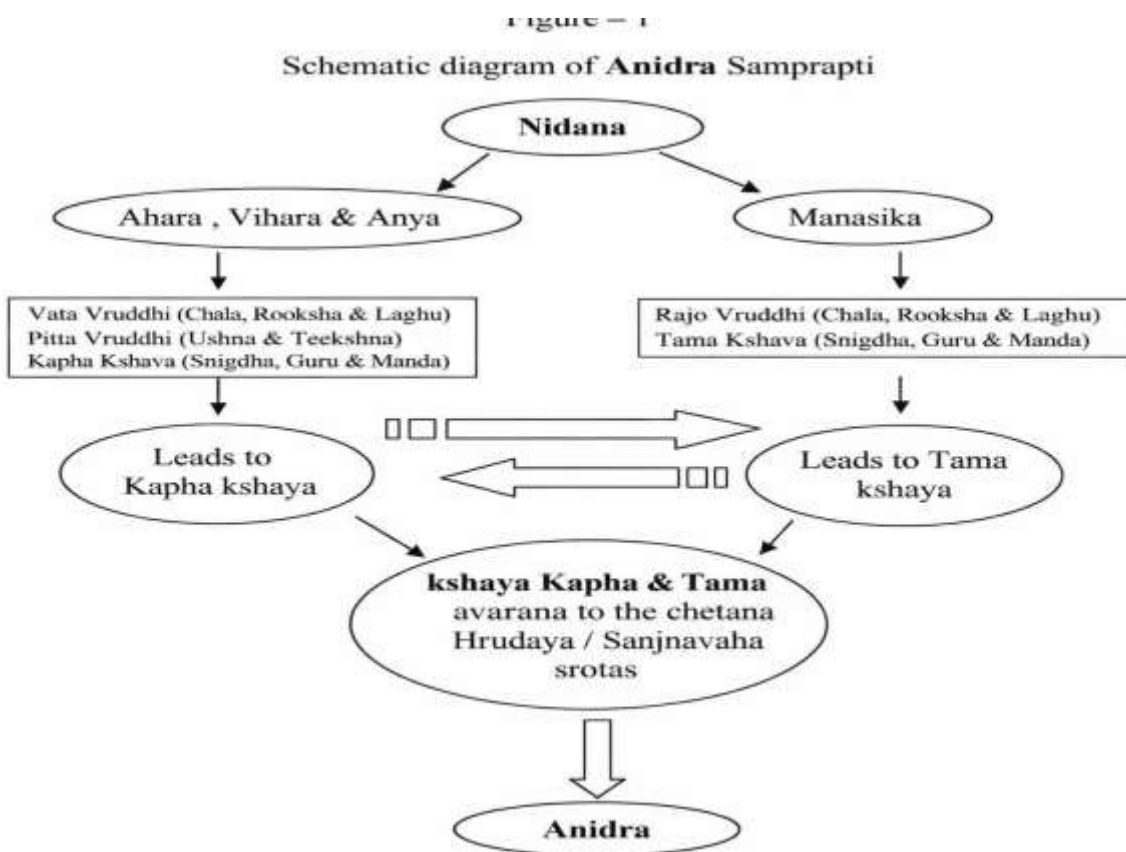 Figure – 1
Schematic diagram of Anidra Samprapti
Nidana
Ahara , Vihara & Anya
Manasika
Vata Vruddhi (Chala, Rooksha & Laghu)
Pitta Vruddhi (Ushna & Teekshna)
Kapha Kshava (Snigdha, Guru & Manda)
Rajo Vruddhi (Chala, Rooksha & Laghu)
Tama Kshava (Snigdha, Guru & Manda)
Leads to
Kapha kshaya
Leads to Tama
kshaya
kshaya Kapha & Tama
avarana to the chetana
Hrudaya / Sanjnavaha
srotas
Anidra